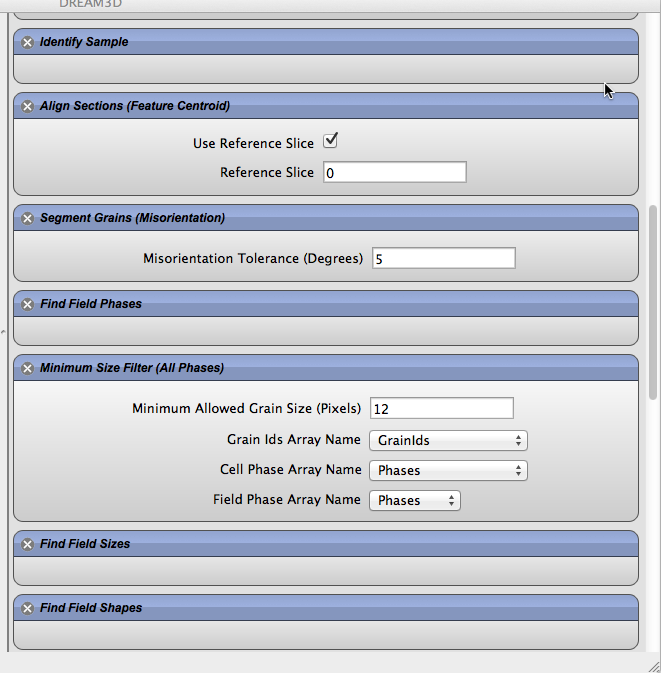 DREAM3D
Identify Sample
Align Sections (Feature Centroid)
Use Reference Slice
Reference Slice 0
Segment Grains (Misorientation)
Misorientation Tolerance (Degrees) 5
Find Field Phases
Minimum Size Filter (All Phases)
Minimum Allowed Grain Size (Pixels) 12
Grain Ids Array Name GrainIds
Cell Phase Array Name Phases
Field Phase Array Name Phases
Find Field Sizes
Find Field Shapes